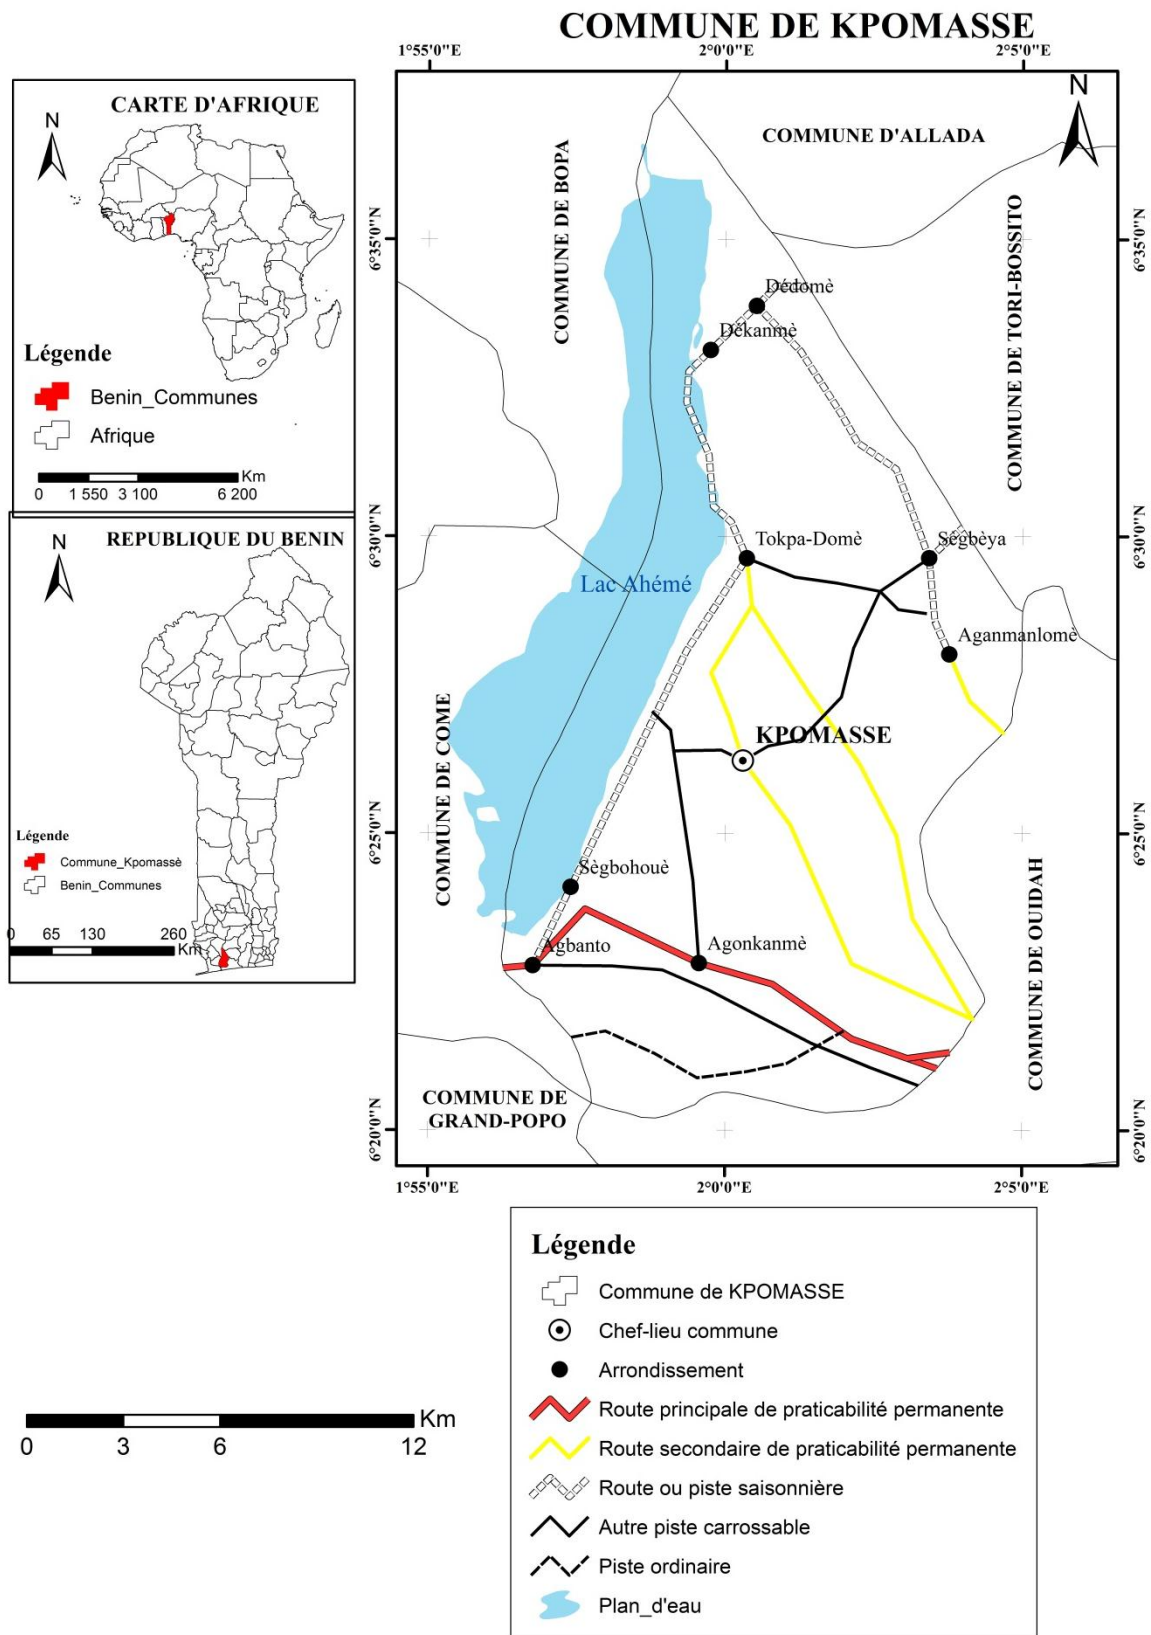 COMMUNE DE KPOMASSE
1°55'0"E 2°0'0"E 2°5'0"E
CARTE D'AFRIQUE
N
Légende
Benin_Communes
Afrique
Km
0 1 550 3 100 6 200
REPUBLIQUE DU BENIN
N
Légende
Commune_Kpomassè
Benin_Communes
0 65 130 260
Km
N
COMMUNE D'ALLADA
COMMUNE DE BOPA
COMMUNE DE TORI-BOSSITO
6°35'0"N
6°35'0"N
Dédomè
Dékanmè
6°30'0"N
6°30'0"N
Tokpa-Domè
Sègbèya
Lac Ahémé
Aganmanlomè
KPOMASSE
COMMUNE DE COME
6°25'0"N
6°25'0"N
Sègbohouè
COMMUNE DE OUIDAH
Agbanto
Agonkanmè
COMMUNE DE
GRAND-POPO
6°20'0"N
6°20'0"N
1°55'0"E 2°0'0"E 2°5'0"E
Légende
Commune de KPOMASSE
Chef-lieu commune
Arrondissement
Route principale de praticabilité permanente
Route secondaire de praticabilité permanente
Route ou piste saisonnière
Autre piste carrossable
Piste ordinaire
Plan_d'eau
Km
0 3 6 12